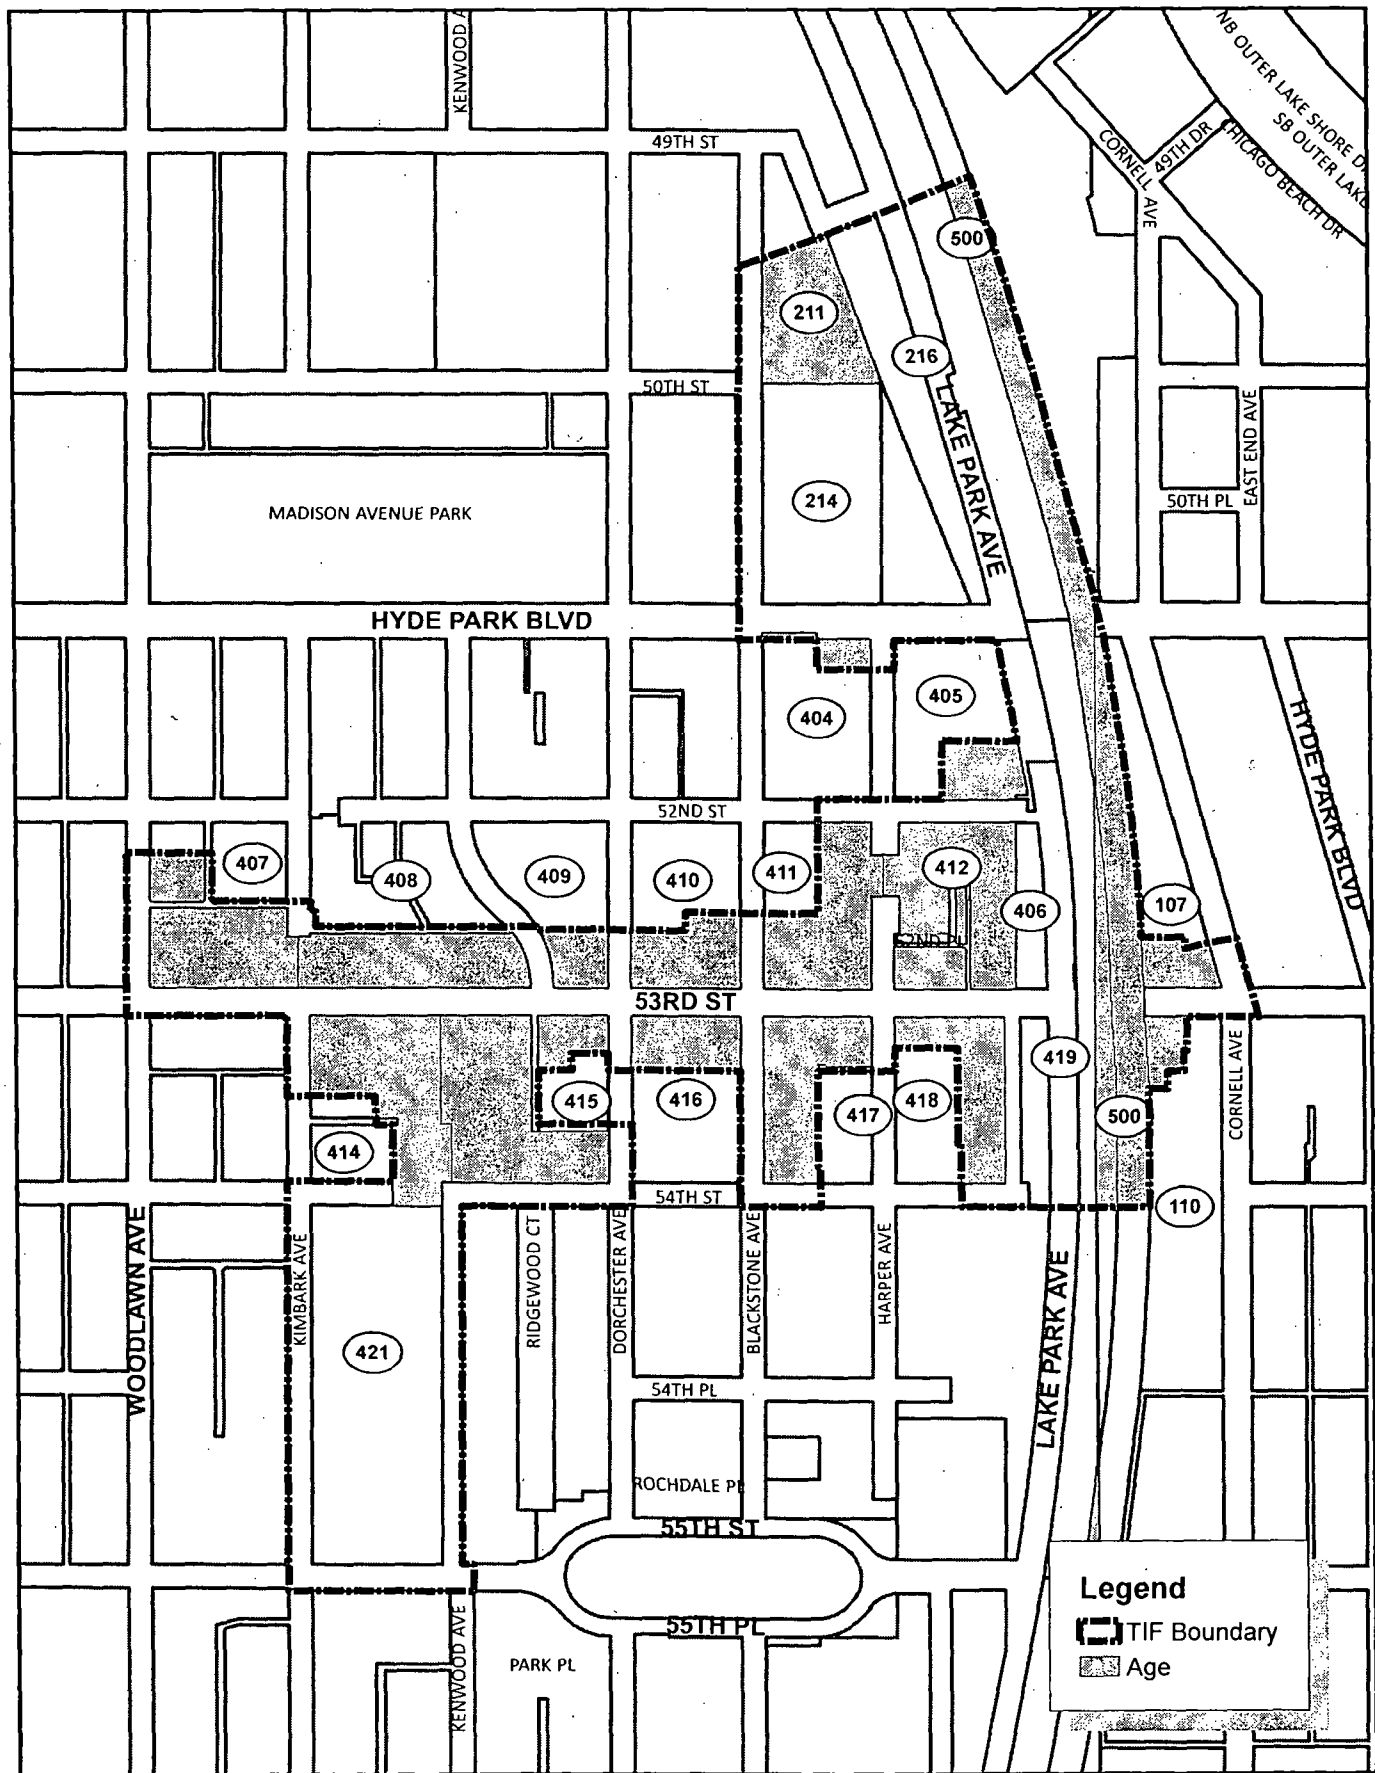 KENWOOD A
NB OUTER LAKE SHORE D
SB OUTER LAKE
49TH ST
CORNELL AVE
49TH DR
CHICAGO BEACH DR
500
211
216
50TH ST
LAKE PARK AVE
EAST END AVE
214
50TH PL
MADISON AVENUE PARK
HYDE PARK BLVD
405
404
HYDE PARK BLVD
52ND ST
407
408
409
410
411
412
406
107
52ND PL
53RD ST
419
CORNELL AVE
415
416
417
418
500
414
54TH ST
110
WOODLAWN AVE
KIMBARK AVE
RIDGEWOOD CT
DORCHESTER AVE
BLACKSTONE AVE
HARPER AVE
LAKE PARK AVE
421
54TH PL
ROCHDALE PL
55TH ST
55TH PL
KENWOOD AVE
PARK PL
Legend
TIF Boundary
Age